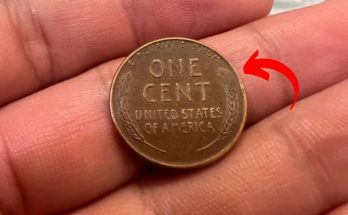 ONE
CENT
UNITED STATES
OF AMERICA